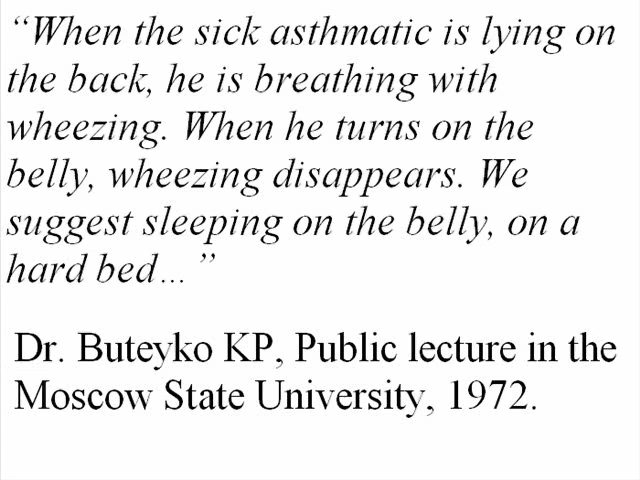 “When the sick asthmatic is lying on
the back, he is breathing with
wheezing. When he turns on the
belly, wheezing disappears. We
suggest sleeping on the belly, on a
hard bed…”
Dr. Buteyko KP, Public lecture in the
Moscow State University, 1972.